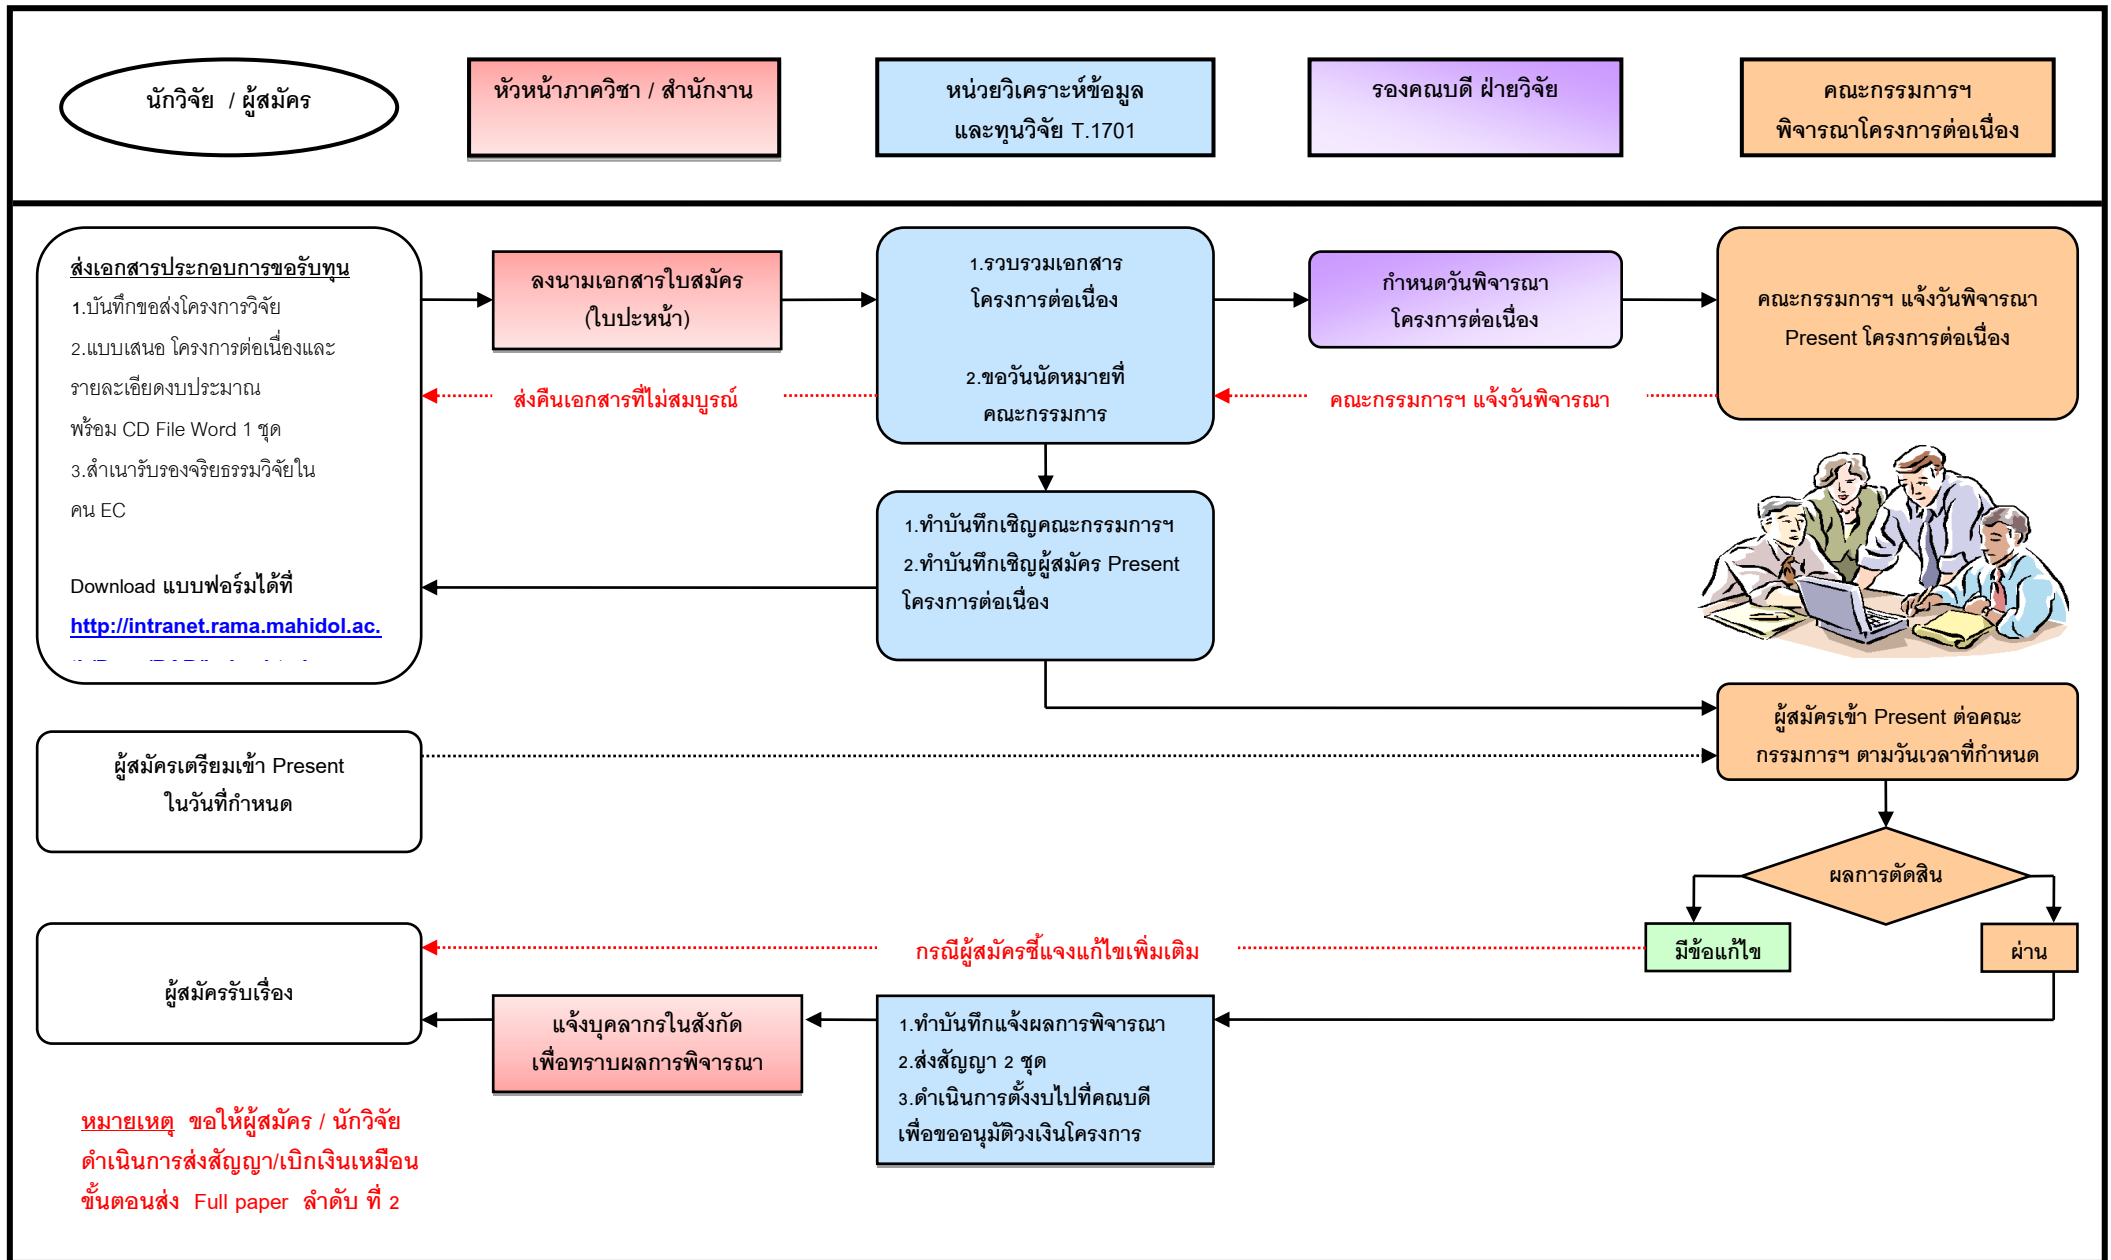 นักวิจัย / ผู้สมัคร
หัวหน้าภาควิชา / สำนักงาน
หน่วยวิเคราะห์ข้อมูล
และทุนวิจัย T.1701
รองคณบดี ฝ่ายวิจัย
คณะกรรมการฯ
พิจารณาโครงการต่อเนื่อง
ส่งเอกสารประกอบการขอรับทุน
1.บันทึกขอส่งโครงการวิจัย
2.แบบเสนอ โครงการต่อเนื่องและ
รายละเอียดงบประมาณ
พร้อม CD File Word 1 ชุด
3.สำเนารับรองจริยธรรมวิจัยใน
คน EC
Download แบบฟอร์มได้ที่
http://intranet.rama.mahidol.ac.
ลงนามเอกสารใบสมัคร
(ใบปะหน้า)
1.รวบรวมเอกสาร
โครงการต่อเนื่อง
2.ขอวันนัดหมายที่
คณะกรรมการ
กำหนดวันพิจารณา
โครงการต่อเนื่อง
คณะกรรมการฯ แจ้งวันพิจารณา
Present โครงการต่อเนื่อง
ส่งคืนเอกสารที่ไม่สมบูรณ์
คณะกรรมการฯ แจ้งวันพิจารณา
1.ทำบันทึกเชิญคณะกรรมการฯ
2.ทำบันทึกเชิญผู้สมัคร Present
โครงการต่อเนื่อง
ผู้สมัครเตรียมเข้า Present
ในวันที่กำหนด
ผู้สมัครเข้า Present ต่อคณะ
กรรมการฯ ตามวันเวลาที่กำหนด
ผลการตัดสิน
มีข้อแก้ไข
ผ่าน
กรณีผู้สมัครชี้แจงแก้ไขเพิ่มเติม
ผู้สมัครรับเรื่อง
แจ้งบุคลากรในสังกัด
เพื่อทราบผลการพิจารณา
1.ทำบันทึกแจ้งผลการพิจารณา
2.ส่งสัญญา 2 ชุด
3.ดำเนินการตั้งงบไปที่คณบดี
เพื่อขออนุมัติวงเงินโครงการ
หมายเหตุ ขอให้ผู้สมัคร / นักวิจัย
ดำเนินการส่งสัญญา/เบิกเงินเหมือน
ขั้นตอนส่ง Full paper ลำดับ ที่ 2